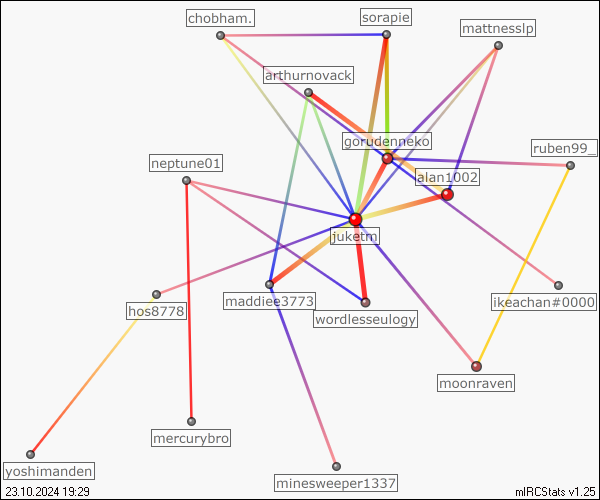 chobham.
sorapie
mattnesslp
arthurnovack
gorudenneko
ruben99_
neptune01
alan1002
juketm
maddiee3773
ikeachan#0000
hos8778
wordlesseulogy
moonraven
mercurybro
yoshimanden
minesweeper1337
23.10.2024 19:29
mIRCStats v1.25